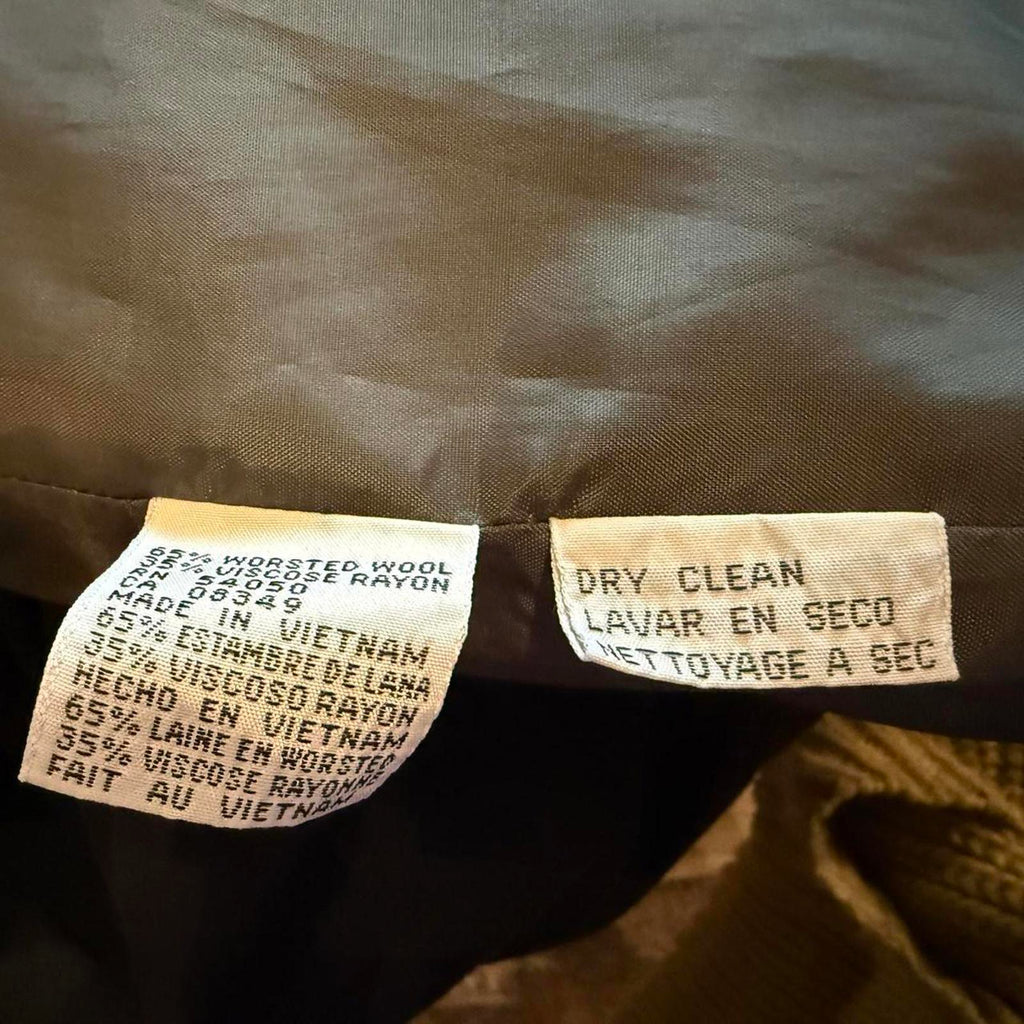 65% WORSTED WOOL
35% VISCOSE RAYON
RN 54050
CA 08349
MADE IN VIETNAM
65% ESTAMBRE DE LANA
35% VISCOSO RAYON
HECHO EN VIETNAM
65% LAINE EN WORSTED
35% VISCOSE RAYONNE
FAIT AU VIETNAM
DRY CLEAN
LAVAR EN SECO
NETTOYAGE A SEC